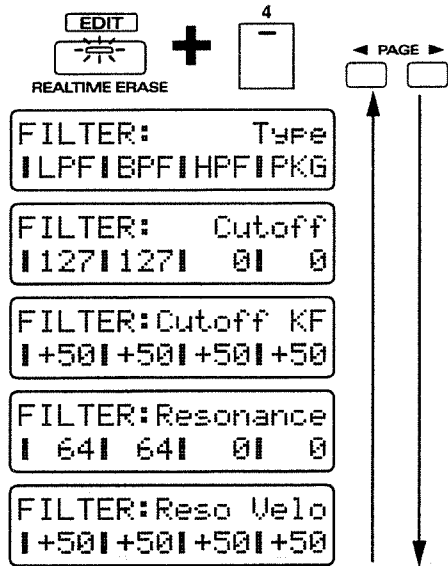 EDIT
4
◄ PAGE ►
REALTIME ERASE
FILTER: Type
LPF BPF HPF PKG
FILTER: Cutoff
127 127 0 0
FILTER:Cutoff KF
+50 +50 +50 +50
FILTER:Resonance
64 64 0 0
FILTER:Reso Velo
+50 +50 +50 +50